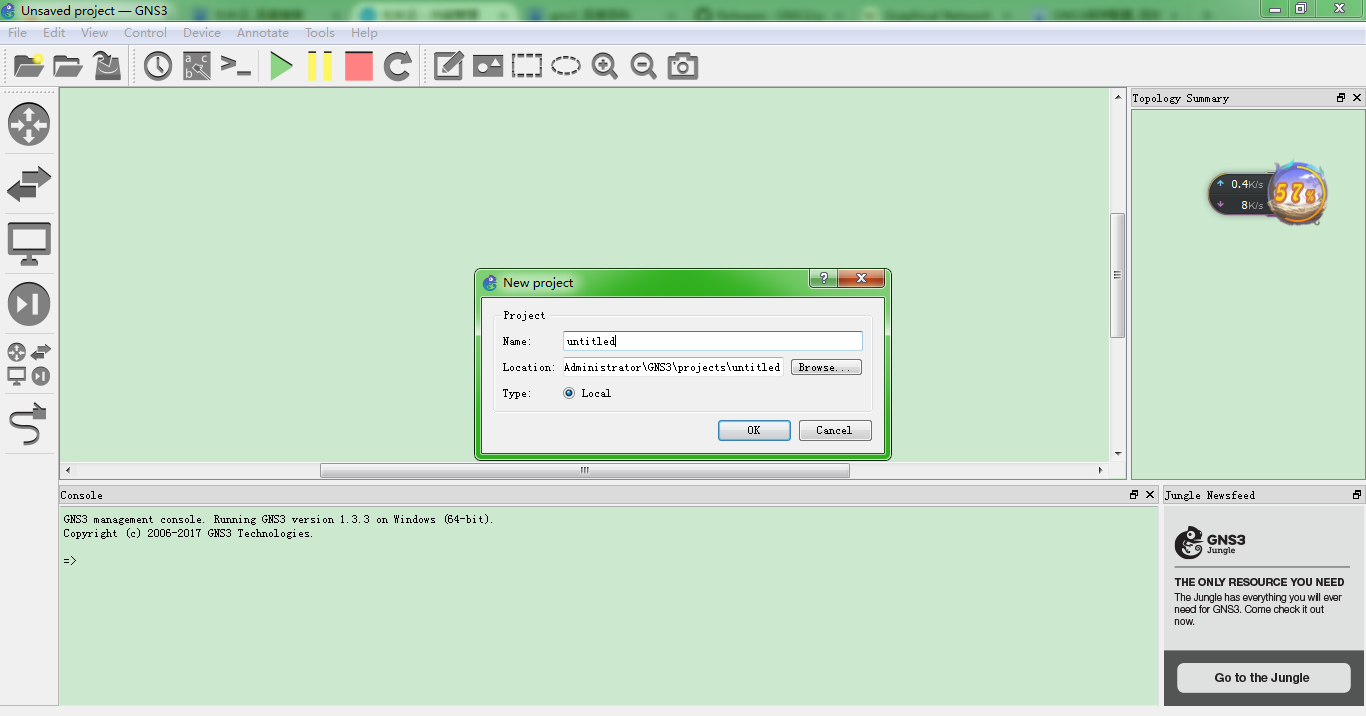 Unsaved project — GNS3
File Edit View Control Device Annotate Tools Help
Topology Summary
0.4K/s
57%
8K/s
New project
?
Project
Name: untitled
Location: Administrator\GNS3\projects\untitled Browse...
Type: Local
OK Cancel
Console
GNS3 management console. Running GNS3 version 1.3.3 on Windows (64-bit).
Copyright (c) 2006-2017 GNS3 Technologies.
=>
Jungle Newsfeed
GNS3
Jungle
THE ONLY RESOURCE YOU NEED
The Jungle has everything you will ever
need for GNS3. Come check it out
now.
Go to the Jungle